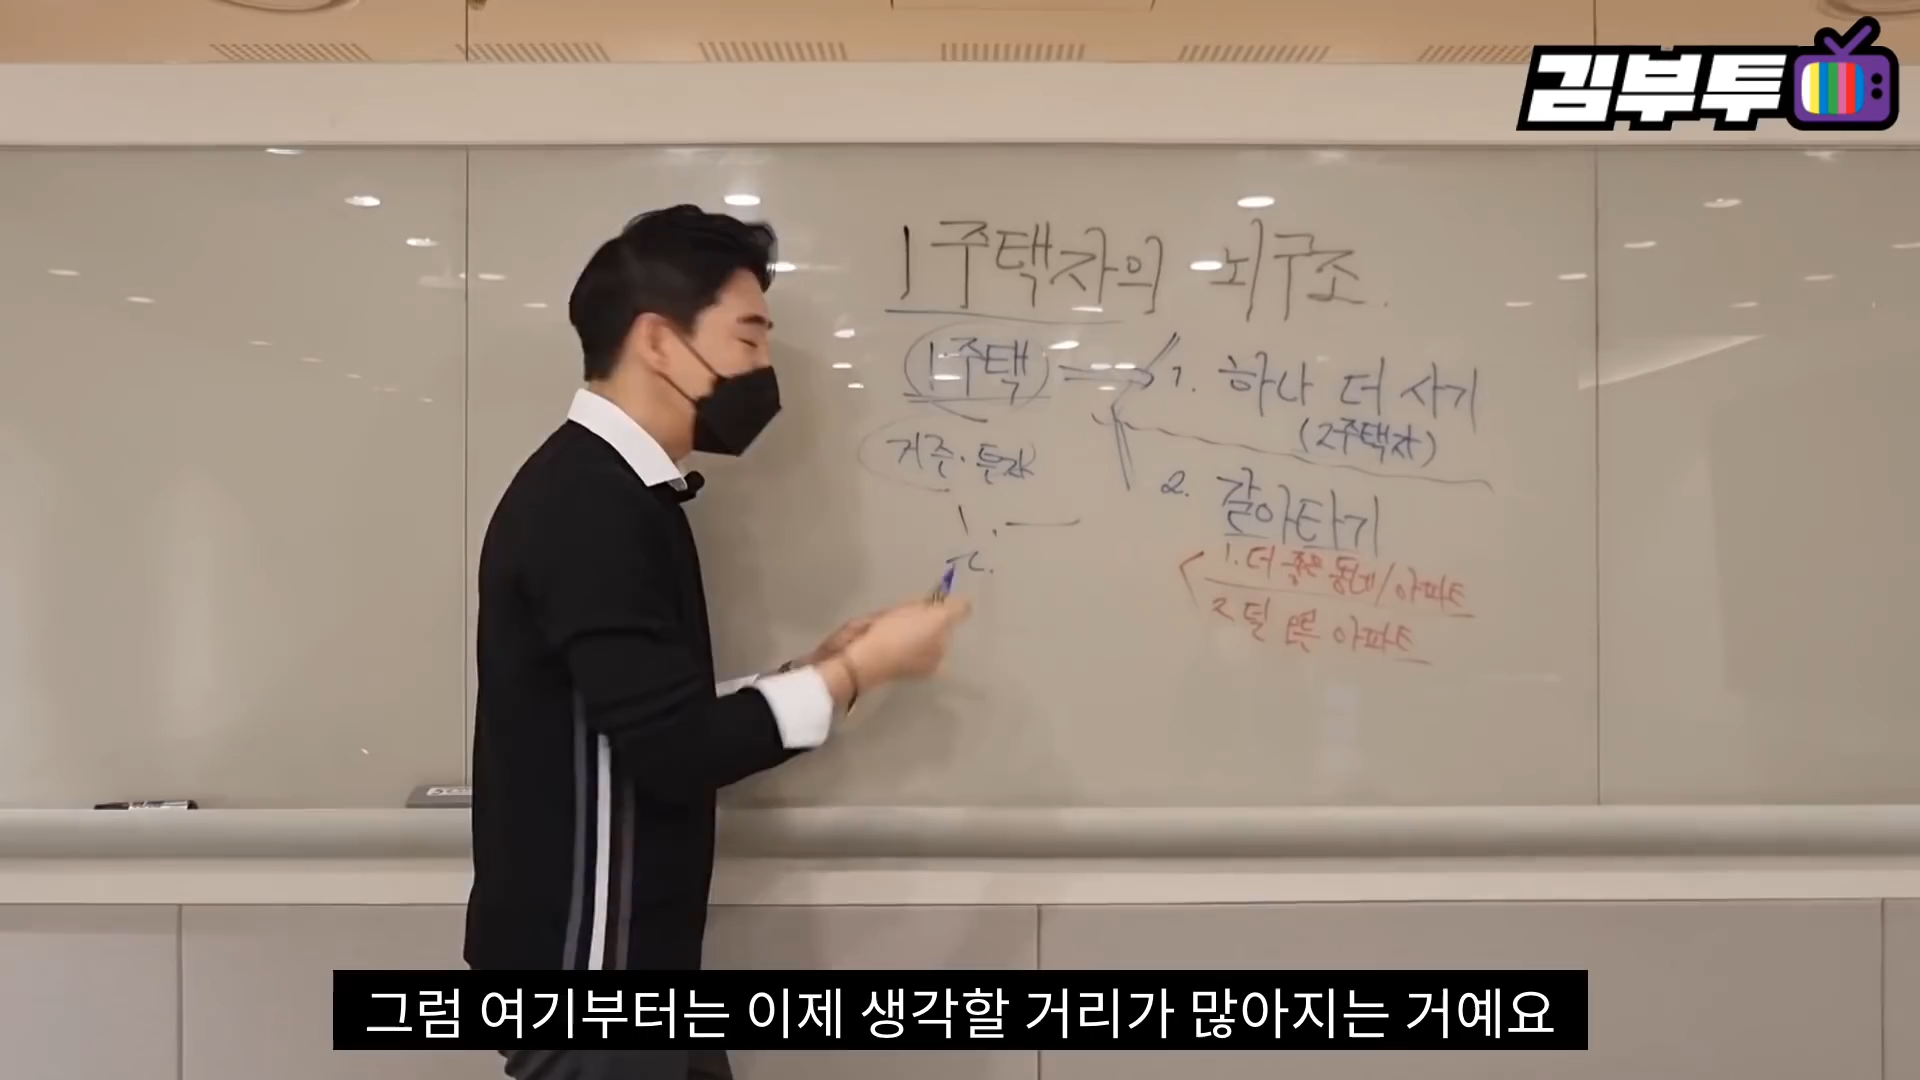 김부투
1주택자의 뇌구조.
1주택 ⇒ 1. 하나 더 사기
(2주택자)
거주·투자
2. 갈아타기
1.
1. 더 좋은 동네/아파트
2.
2. 덜 뜬 아파트
그럼 여기부터는 이제 생각할 거리가 많아지는 거예요